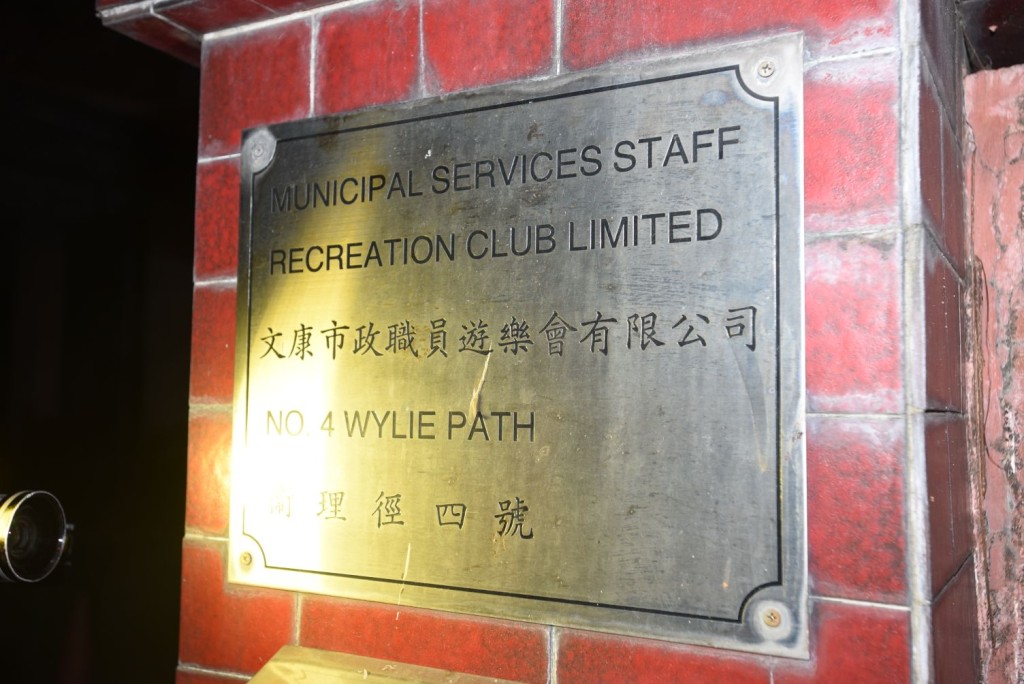 MUNICIPAL SERVICES STAFF
RECREATION CLUB LIMITED
文康市政職員遊樂會有限公司
NO. 4 WYLIE PATH
衞理徑四號